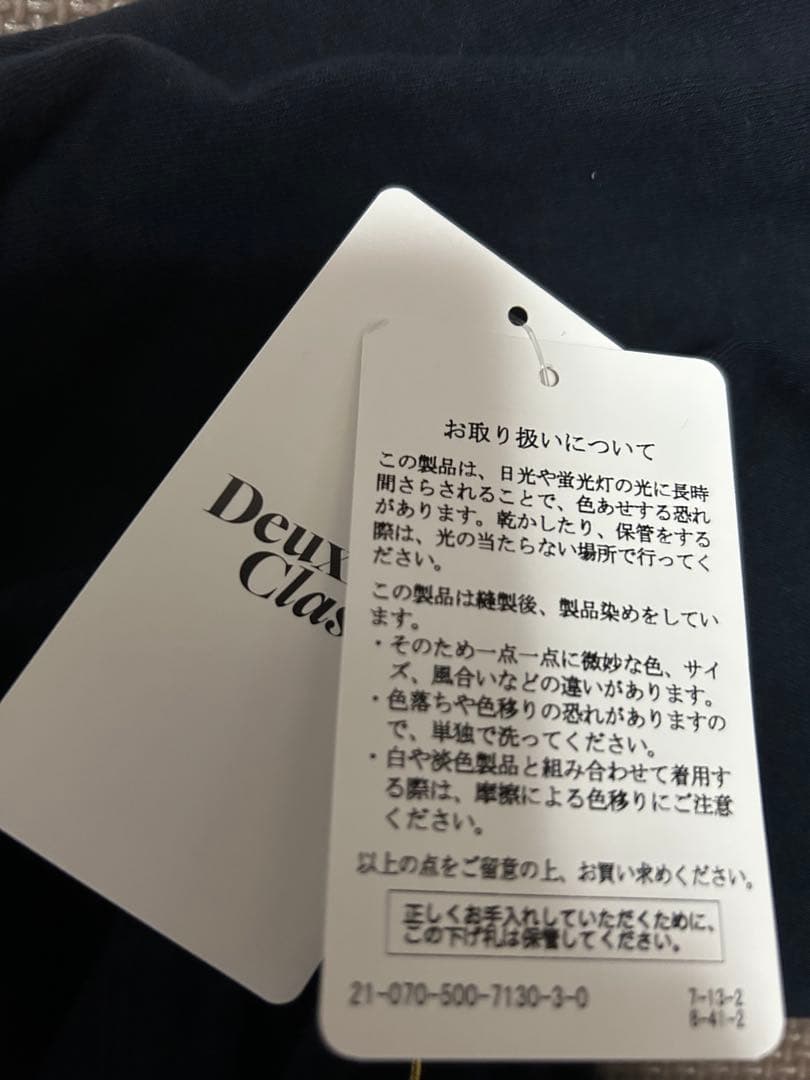 Deux
Clas
お取り扱いについて
この製品は、日光や蛍光灯の光に長時
間さらされることで、色あせする恐れ
があります。乾かしたり、保管をする
際は、光の当たらない場所で行ってく
ださい。
この製品は縫製後、製品染めをしてい
ます。
・そのため一点一点に微妙な色、サイ
ズ、風合いなどの違いがあります。
・色落ちや色移りの恐れがありますの
で、単独で洗ってください。
・白や淡色製品と組み合わせて着用す
る際は、摩擦による色移りにご注意
ください。
以上の点をご留意の上、お買い求めください。
正しくお手入れしていただくために、
この下げ札は保管してください。
21-070-500-7130-3-0
7-13-2
8-41-2